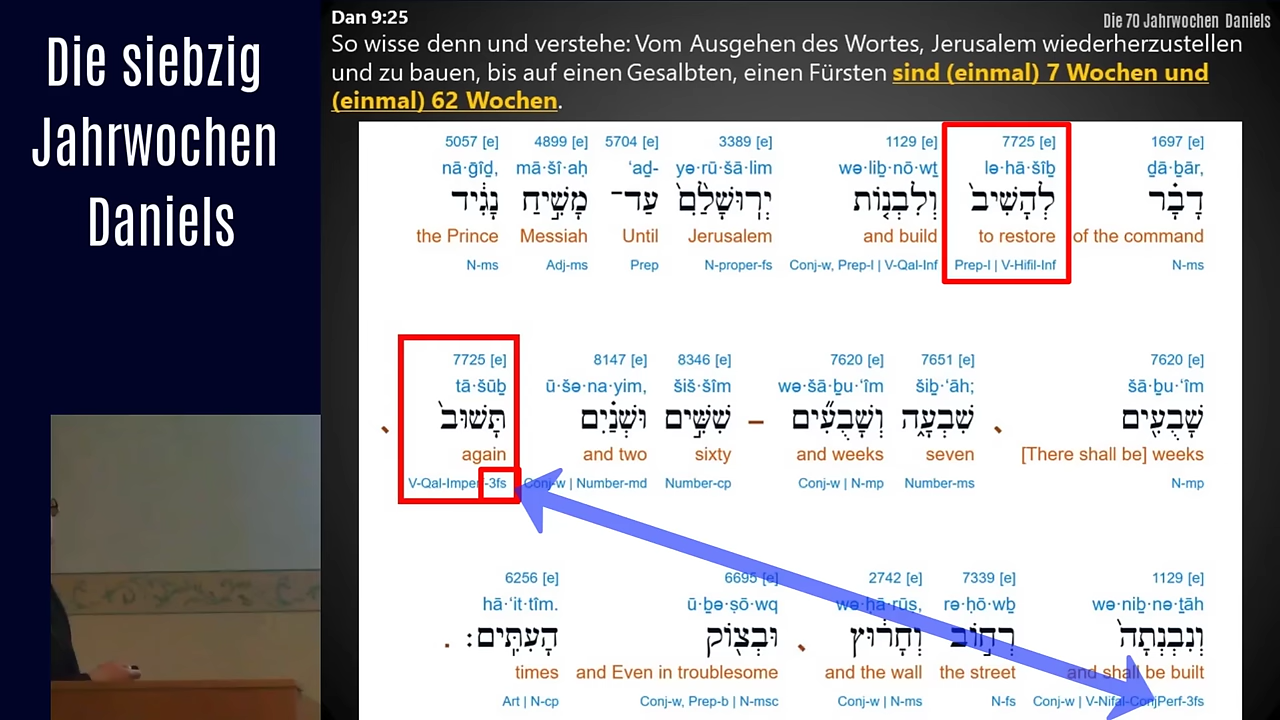 Die siebzig
Jahrwochen
Daniels
Dan 9:25
Die 70 Jahrwochen Daniels
So wisse denn und verstehe: Vom Ausgehen des Wortes, Jerusalem wiederherzustellen
und zu bauen, bis auf einen Gesalbten, einen Fürsten sind (einmal) 7 Wochen und
(einmal) 62 Wochen.
5057 [e] 4899 [e] 5704 [e] 3389 [e] 1129 [e] 7725 [e] 1697 [e]
nā·ḡîḏ, mā·šî·aḥ ‘aḏ- yə·rū·šā·lim wə·liḇ·nō·wṯ lə·hā·šîḇ ḏā·ḇār,
דָבָ֗ר לְהָשִׁיב֙ וְלִבְנ֤וֹת יְרֽוּשָׁלִַ֙ם֙ עַד־ מָשִׁ֣יחַ נָגִ֔יד
the Prince Messiah Until Jerusalem and build to restore of the command
N-ms Adj-ms Prep N-proper-fs Conj-w, Prep-l | V-Qal-Inf Prep-l | V-Hifil-Inf N-ms
7725 [e] 8147 [e] 8346 [e] 7620 [e] 7651 [e] 7620 [e]
tā·šūḇ ū·šə·na·yim, šiš·šîm wə·šā·ḇu·‘îm šiḇ·‘āh; šā·ḇu·‘îm
שָׁבֻעִ֖ים שִׁבְעָ֑ה וְשָׁבֻעִ֞ים – שִׁשִּׁ֣ים וּשְׁנַ֗יִם תָּשׁוּב֙
again and two sixty and weeks seven [There shall be] weeks
V-Qal-Imperf-3fs Conj-w | Number-md Number-cp Conj-w | N-mp Number-ms N-mp
6256 [e] 6695 [e] 2742 [e] 7339 [e] 1129 [e]
hā·‘it·tîm. ū·ḇə·ṣō·wq wə·ḥā·rūṣ, rə·ḥō·wḇ wə·niḇ·nə·ṯāh
וְנִבְנְתָה֙ רְח֣וֹב וְחָר֔וּץ וּבְצ֖וֹק הָעִתִּֽים׃
times and Even in troublesome and the wall the street and shall be built
Art | N-cp Conj-w, Prep-b | N-msc Conj-w | N-ms N-fs Conj-w | V-Nifal-ConjPerf-3fs